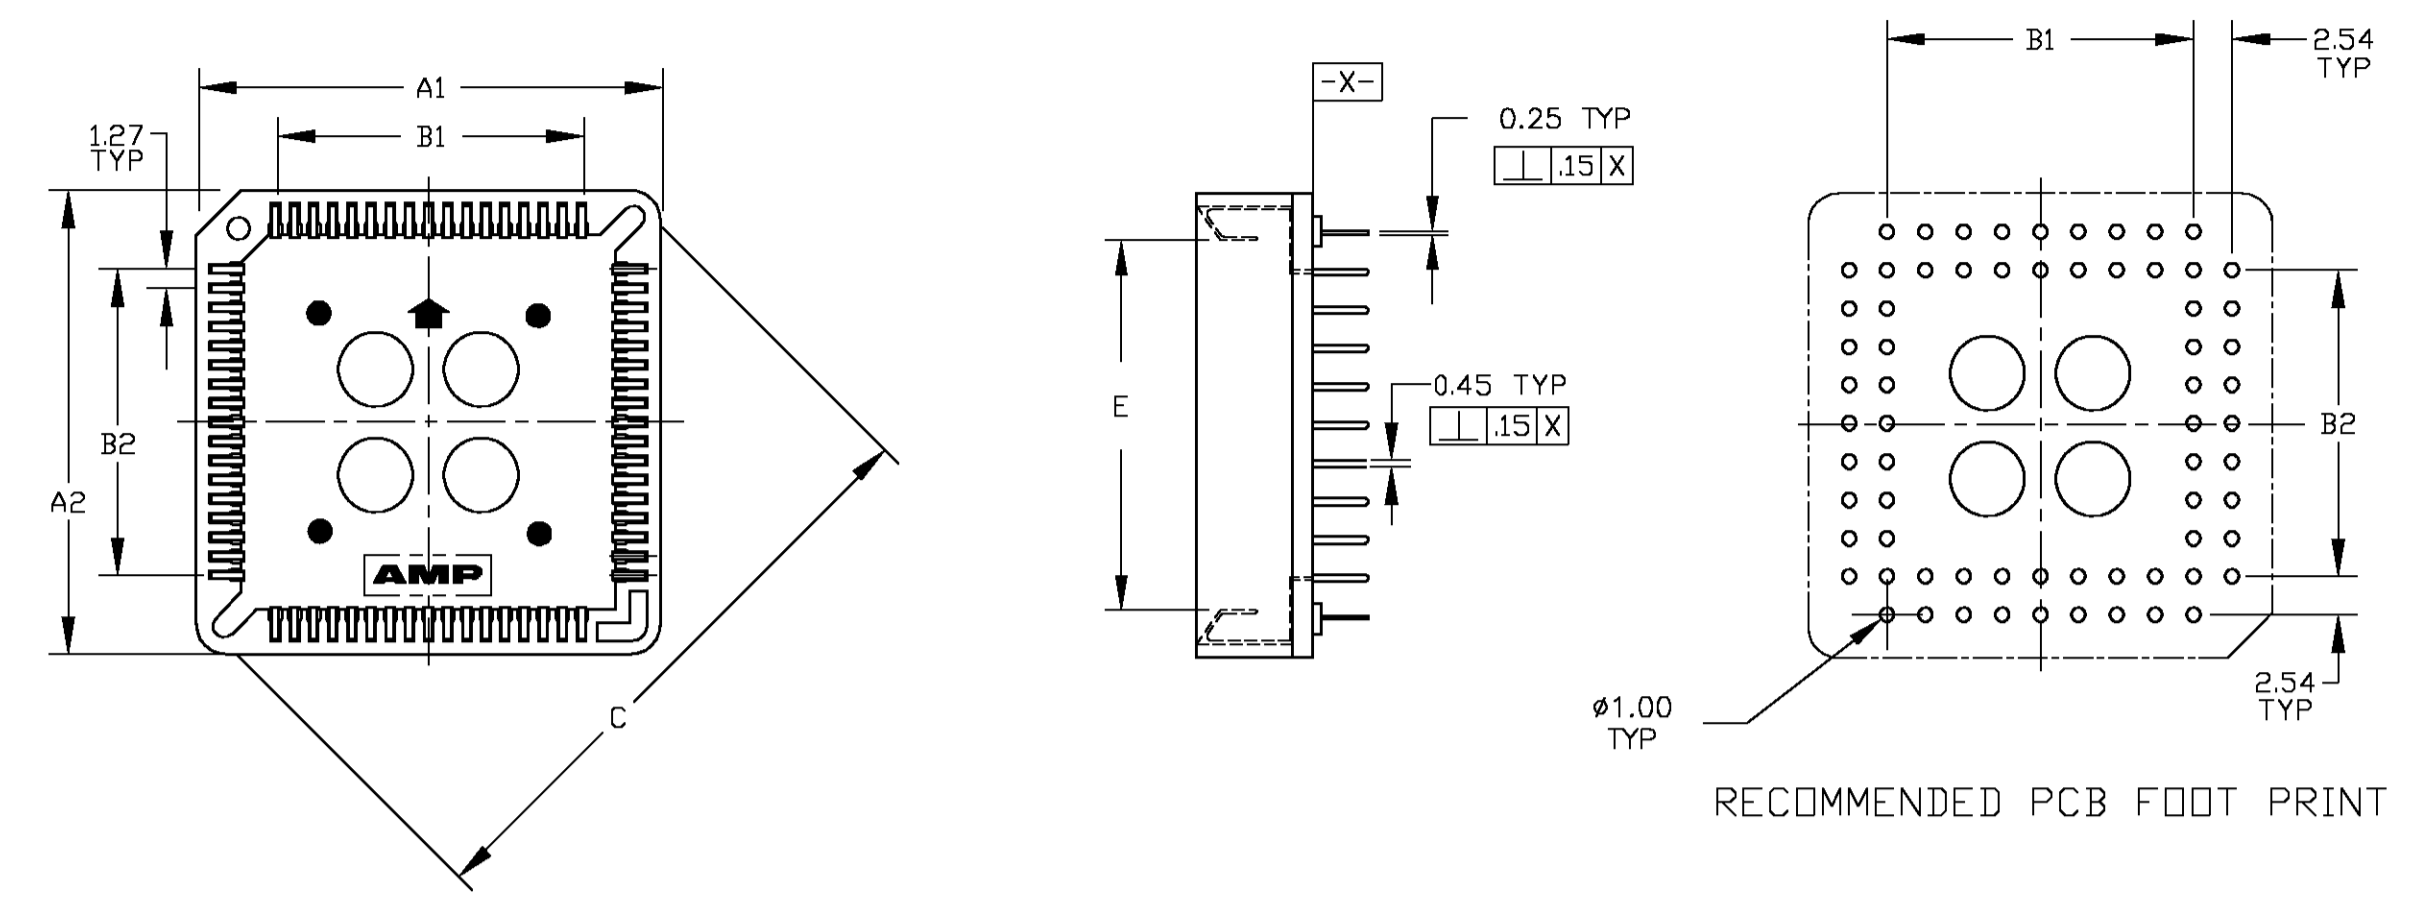 A1
B1
1.27
TYP
B2
A2
AMP
C
-X-
0.25 TYP
⊥ .15 X
E
0.45 TYP
⊥ .15 X
B1
2.54
TYP
B2
2.54
TYP
ø1.00
TYP
RECOMMENDED PCB FOOT PRINT